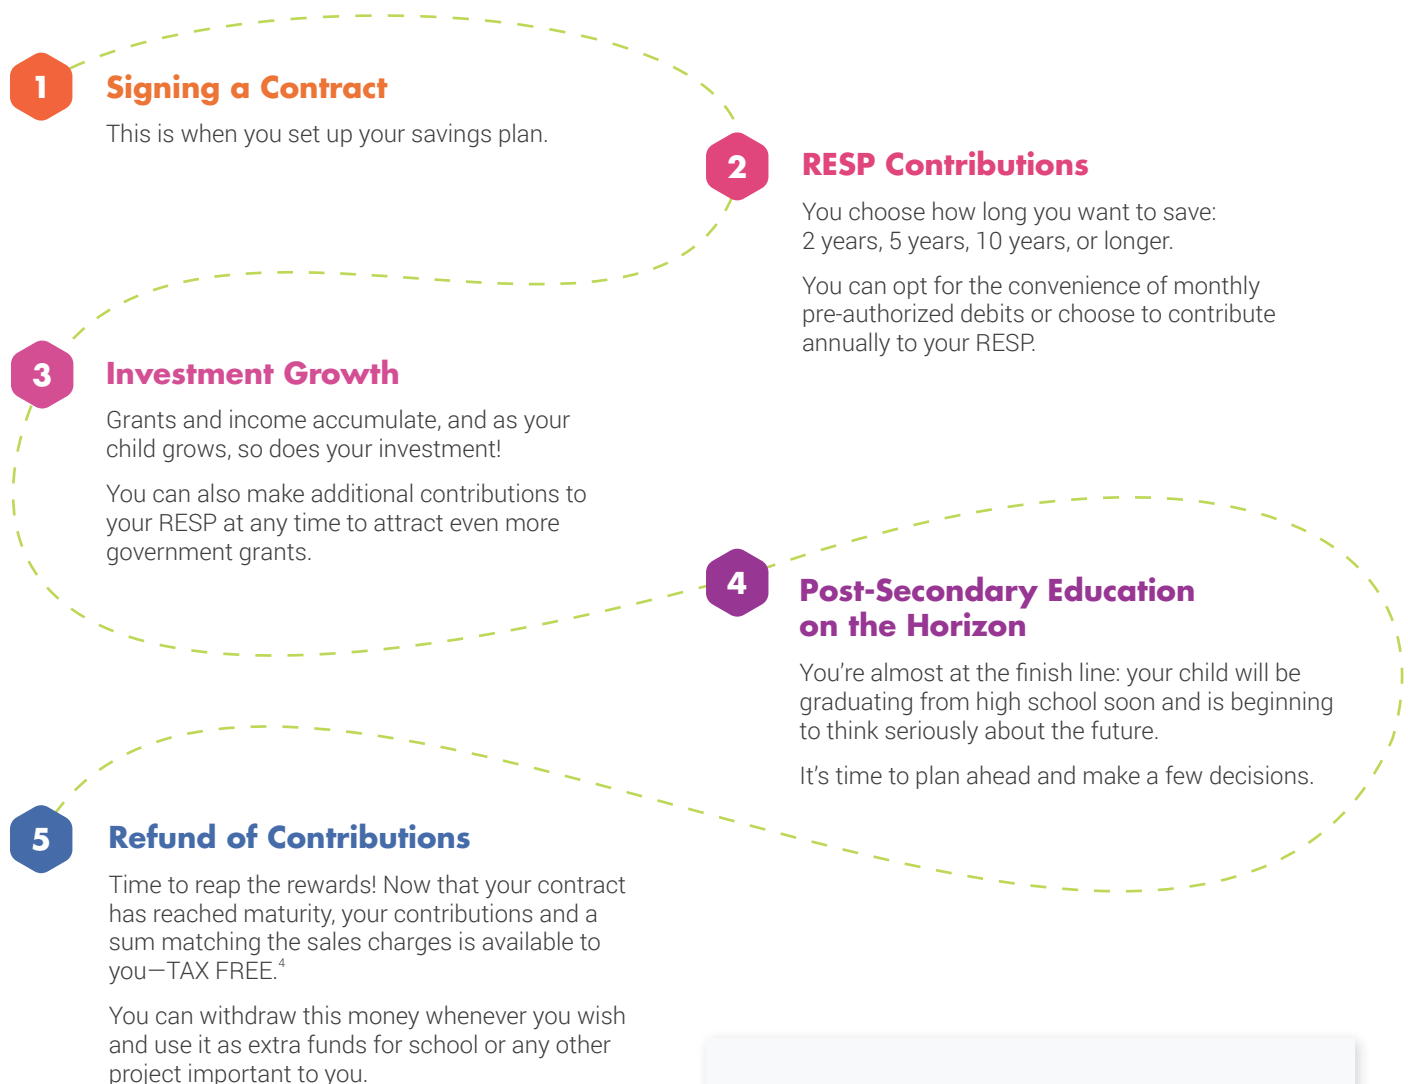 1
Signing a Contract
This is when you set up your savings plan.
2
RESP Contributions
You choose how long you want to save:
2 years, 5 years, 10 years, or longer.
You can opt for the convenience of monthly
pre-authorized debits or choose to contribute
annually to your RESP.
3
Investment Growth
Grants and income accumulate, and as your
child grows, so does your investment!
You can also make additional contributions to
your RESP at any time to attract even more
government grants.
4
Post-Secondary Education
on the Horizon
You’re almost at the finish line: your child will be
graduating from high school soon and is beginning
to think seriously about the future.
It’s time to plan ahead and make a few decisions.
5
Refund of Contributions
Time to reap the rewards! Now that your contract
has reached maturity, your contributions and a
sum matching the sales charges is available to
you—TAX FREE.⁴
You can withdraw this money whenever you wish
and use it as extra funds for school or any other
project important to you.